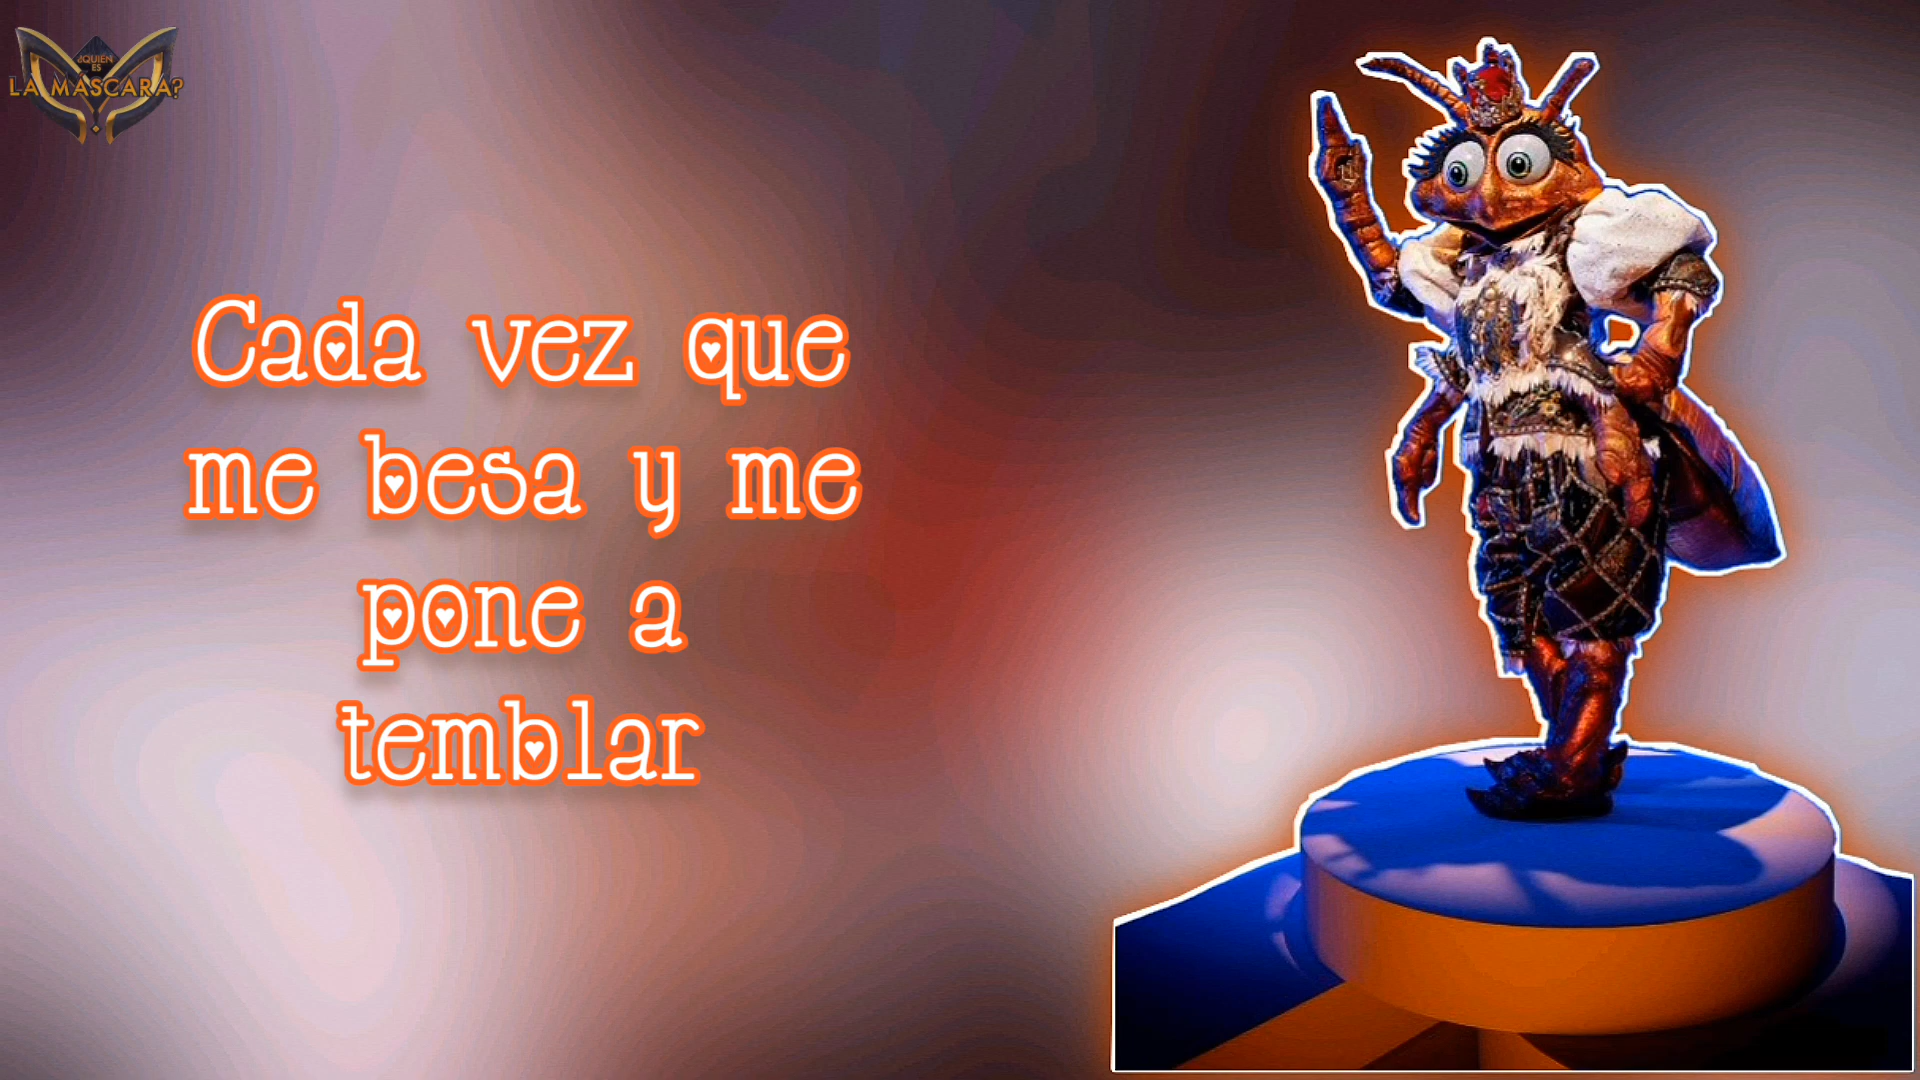 ¿QUIÉN
ES
LA MÁSCARA?
Cada vez que
me besa y me
pone a
temblar